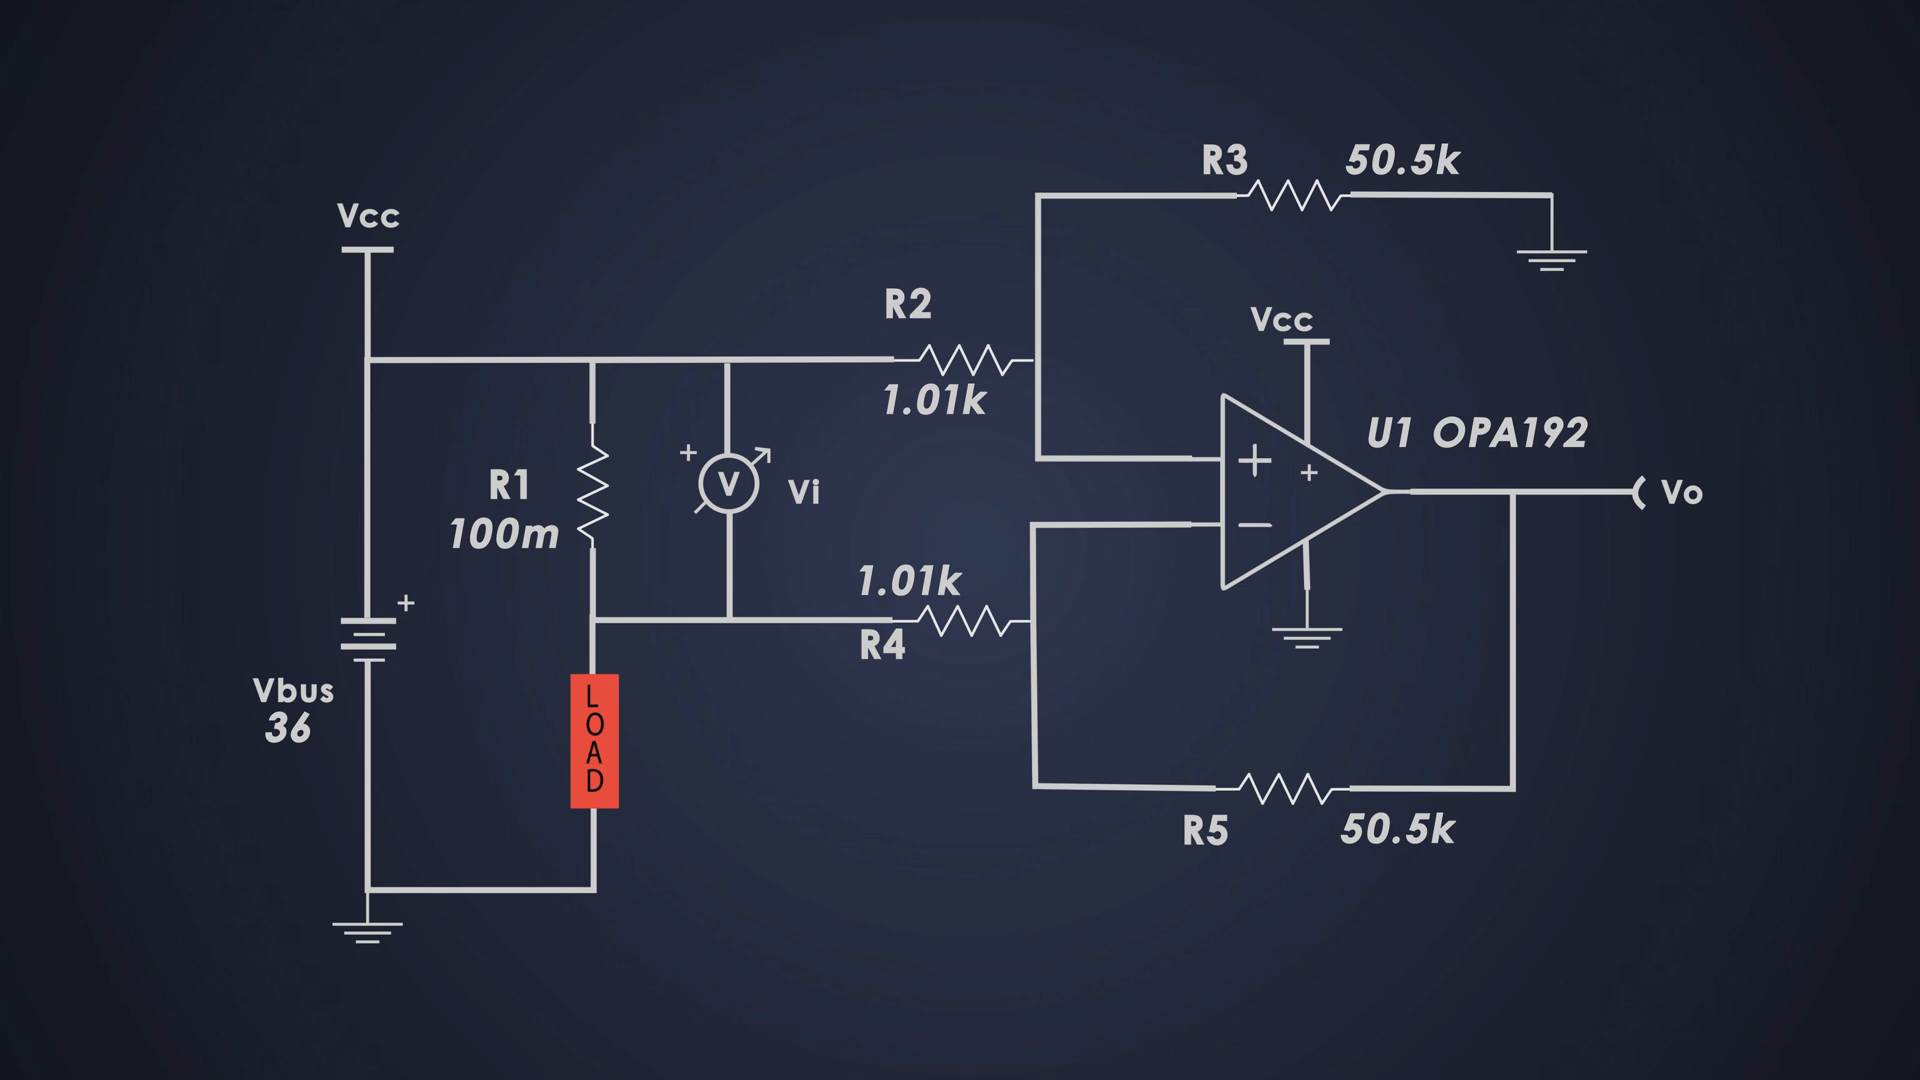 R3 50.5k
Vcc
R2
Vcc
1.01k
U1 OPA192
+
+
+
V
Vi
R1
−
Vo
100m
1.01k
+
R4
Vbus
36
LOAD
R5
50.5k